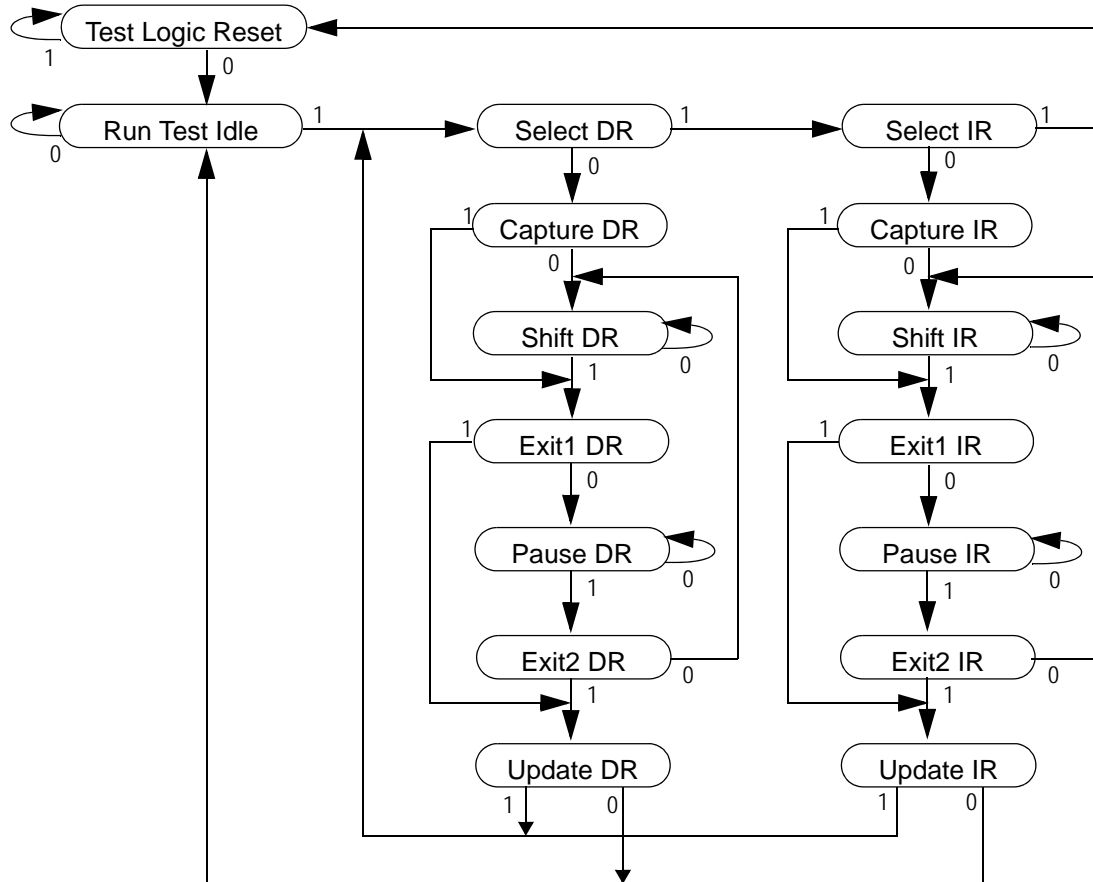 Test Logic Reset
1
0
Run Test Idle
1
0
Select DR
1
0
Select IR
1
0
1
Capture DR
0
1
Capture IR
0
Shift DR
0
1
Shift IR
0
1
1
Exit1 DR
0
1
Exit1 IR
0
Pause DR
0
1
Pause IR
0
1
Exit2 DR
0
1
Exit2 IR
0
1
Update DR
1
0
Update IR
1
0